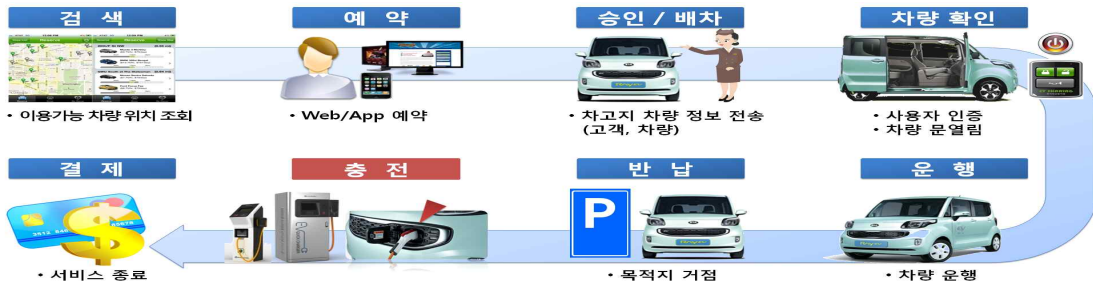 검 색
예 약
승인 / 배차
차량 확인
Reserve
• 이용가능 차량 위치 조회
• Web/App 예약
• 차고지 차량 정보 전송
(고객, 차량)
• 사용자 인증
• 차량 문열림
결 제
충 전
반 납
운 행
P
• 서비스 종료
• 목적지 거점
• 차량 운행